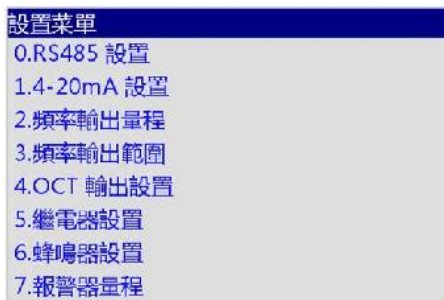 設置菜單
0.RS485 設置
1.4-20mA 設置
2.頻率輸出量程
3.頻率輸出範圍
4.OCT 輸出設置
5.繼電器設置
6.蜂鳴器設置
7.報警器量程